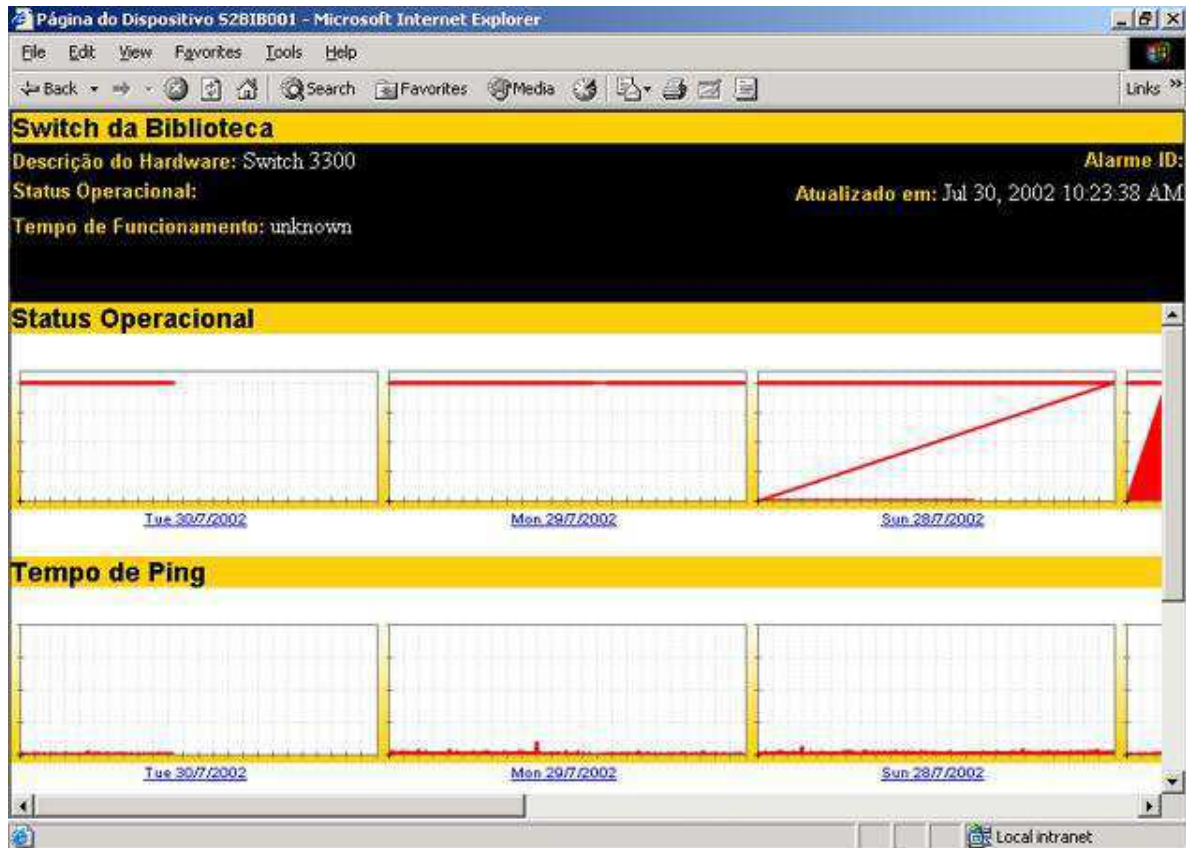 Página do Dispositivo S28IB001 - Microsoft Internet Explorer
File Edit View Favorites Tools Help
Back Search Favorites Media Links »
Switch da Biblioteca
Descrição do Hardware: Switch 3300 Alarme ID:
Status Operacional: Atualizado em: Jul 30, 2002 10:23:38 AM
Tempo de Funcionamento: unknown
Status Operacional
Tue 30/7/2002 Mon 29/7/2002 Sun 28/7/2002
Tempo de Ping
Tue 30/7/2002 Mon 29/7/2002 Sun 28/7/2002
Local intranet